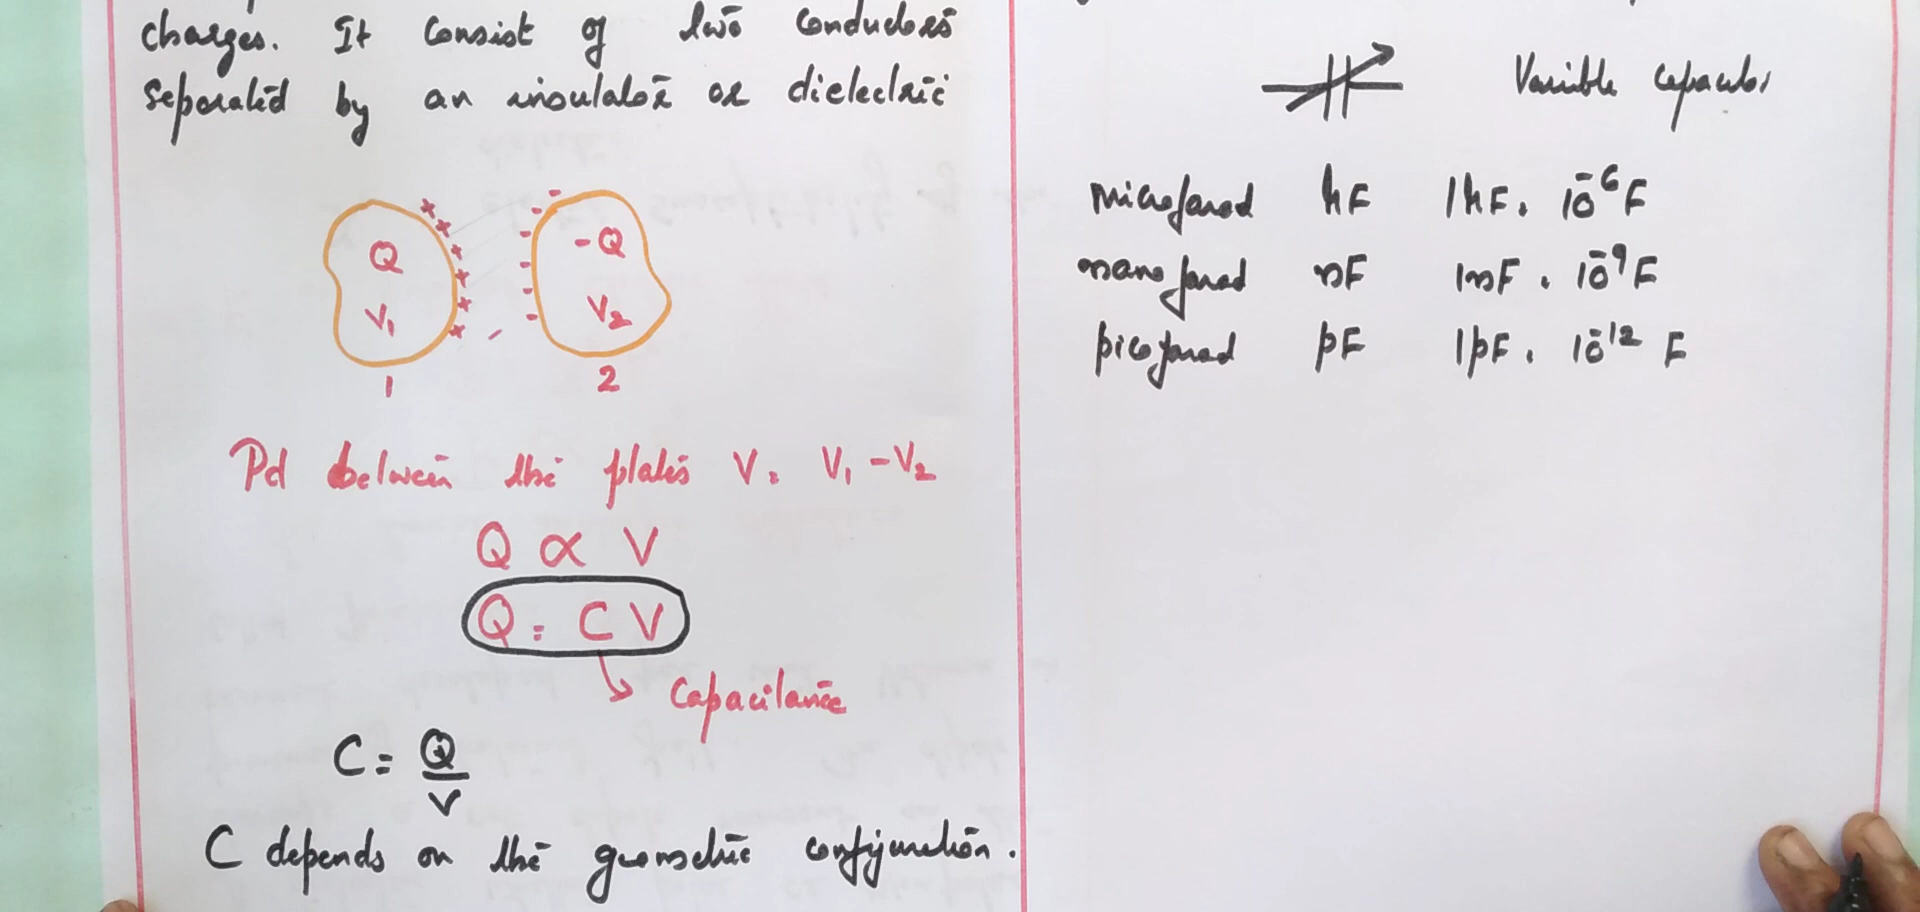 charges. It consist of two conductors
separated by an insulator or dielectric
Q
V₁
1
-Q
V₂
2
Pd between the plates V = V₁ - V₂
Q ∝ V
Q = CV
Capacitance
C = Q/V
C depends on the geometric configuration.
Variable capacitor
microfarad μF 1μF = 10⁻⁶ F
nanofarad nF 1nF = 10⁻⁹ F
picofarad pF 1pF = 10⁻¹² F